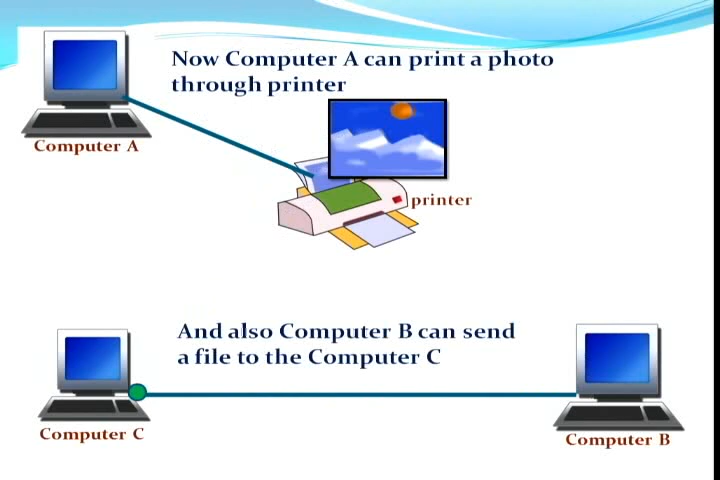 Now Computer A can print a photo
through printer
Computer A
printer
And also Computer B can send
a file to the Computer C
Computer C
Computer B